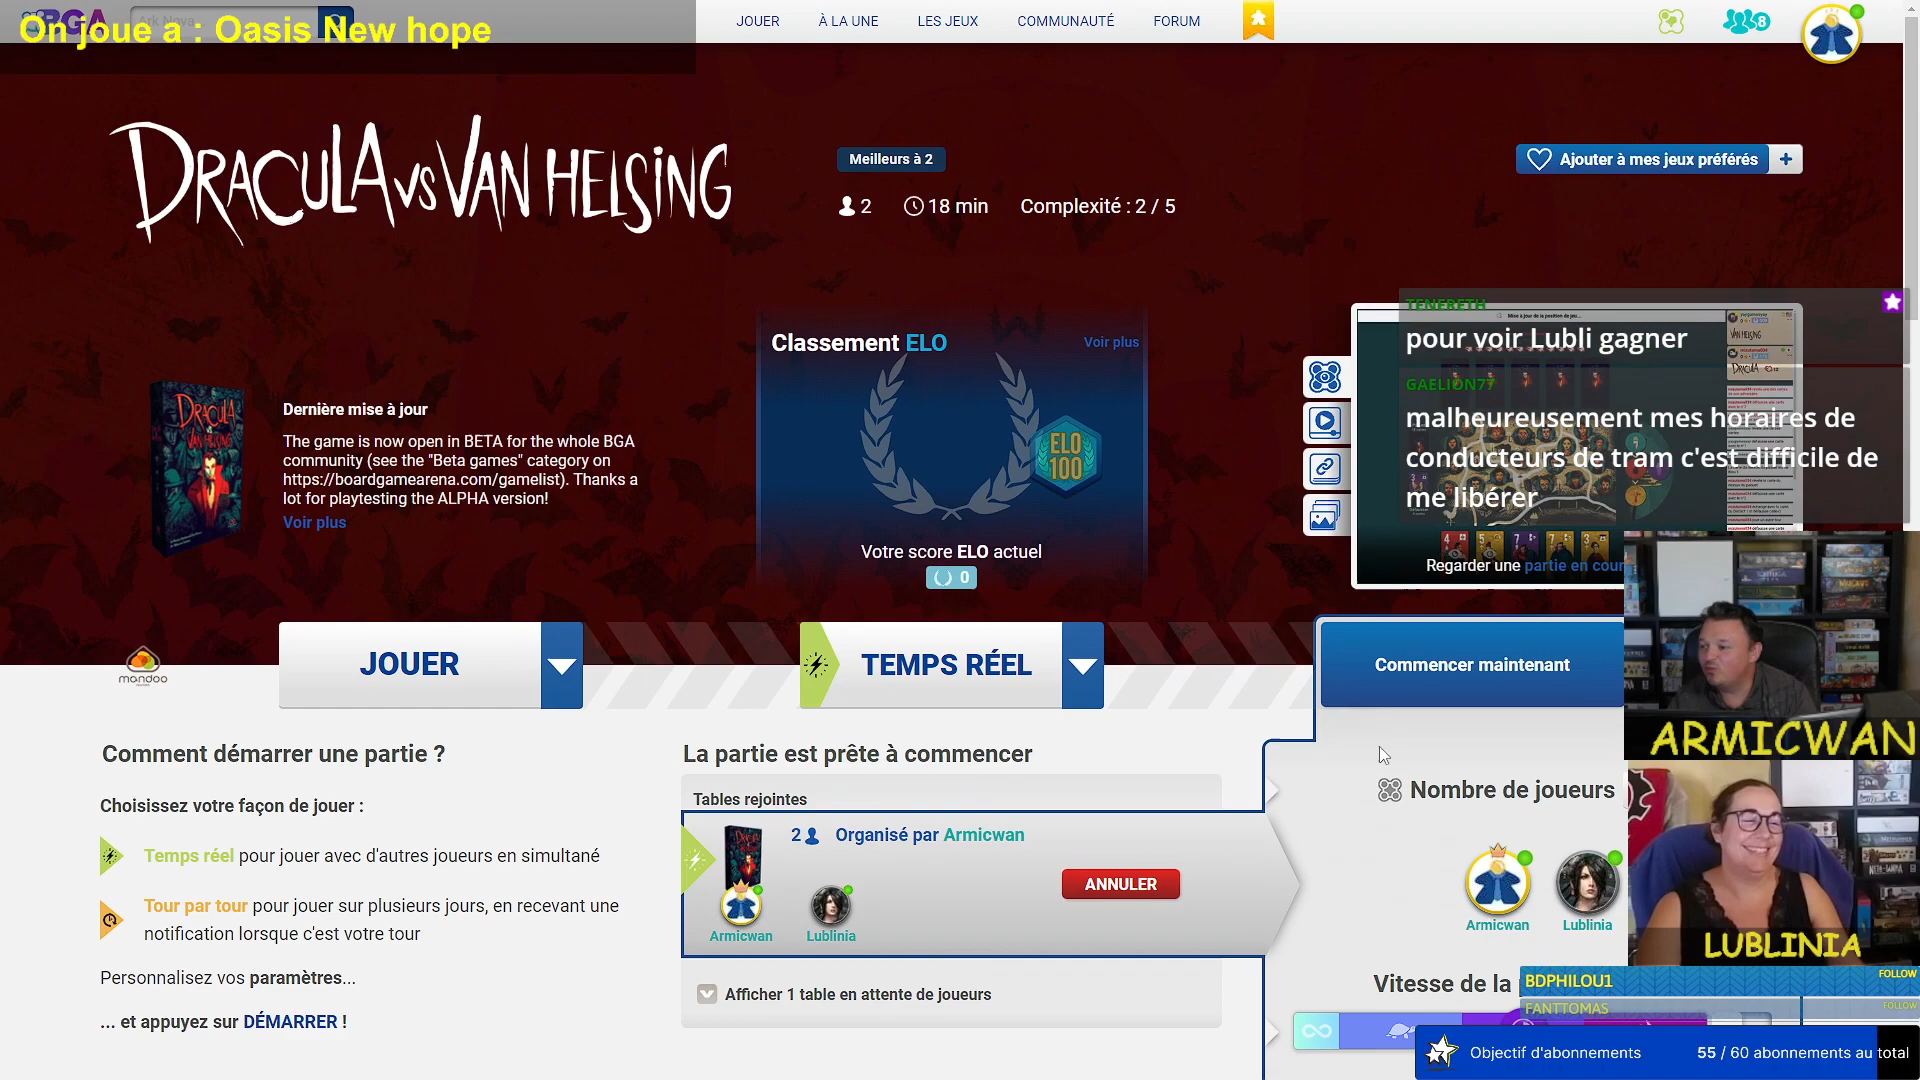 On joue a : Oasis New hope
BGA
Ark Nova
JOUER
À LA UNE
LES JEUX
COMMUNAUTÉ
FORUM
8
DRACULA VS VAN HELSING
Meilleurs à 2
2
18 min
Complexité : 2 / 5
Ajouter à mes jeux préférés
+
TENERETH
pour voir Lubli gagner
GAELION77
malheureusement mes horaires de
conducteurs de tram c'est difficile de
me libérer
Classement ELO
Voir plus
ELO
100
Votre score ELO actuel
0
Dernière mise à jour
The game is now open in BETA for the whole BGA
community (see the "Beta games" category on
https://boardgamearena.com/gamelist). Thanks a
lot for playtesting the ALPHA version!
Voir plus
DRACULA
VAN HELSING
Regarder une partie en cour
mandoo
JOUER
TEMPS RÉEL
Commencer maintenant
ARMICWAN
Comment démarrer une partie ?
Choisissez votre façon de jouer :
Temps réel pour jouer avec d'autres joueurs en simultané
Tour par tour pour jouer sur plusieurs jours, en recevant une
notification lorsque c'est votre tour
Personnalisez vos paramètres...
... et appuyez sur DÉMARRER !
La partie est prête à commencer
Tables rejointes
2
Organisé par Armicwan
ANNULER
Armicwan
Lublinia
Afficher 1 table en attente de joueurs
Nombre de joueurs
Armicwan
Lublinia
LUBLINIA
Vitesse de la
BDPHILOU1
FOLLOW
FANTTOMAS
FOLLOW
Objectif d'abonnements
55 / 60 abonnements au total